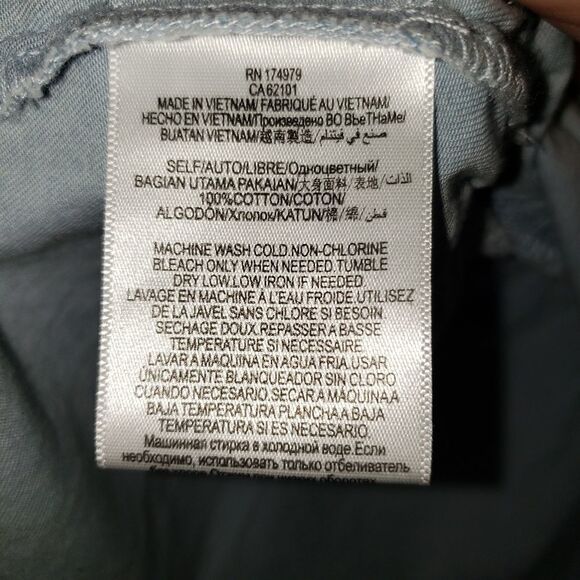 RN 174979
CA 62101
MADE IN VIETNAM/ FABRIQUÉ AU VIETNAM/
HECHO EN VIETNAM/Произведено ВО ВЬеТНаМе/
BUATAN VIETNAM/越南製造/صنع في فيتنام
SELF/AUTO/LIBRE/Одноцветный/
BAGIAN UTAMA PAKAIAN/大身面料/表地/الذات
100%COTTON/COTON/
ALGODÓN/Хлопок/KATUN/棉/綿/قطن
MACHINE WASH COLD.NON-CHLORINE
BLEACH ONLY WHEN NEEDED.TUMBLE
DRY LOW.LOW IRON IF NEEDED.
LAVAGE EN MACHINE À L'EAU FROIDE.UTILISEZ
DE LA JAVEL SANS CHLORE SI BESOIN
SECHAGE DOUX.REPASSER A BASSE
TEMPERATURE SI NECESSAIRE
LAVAR A MAQUINA EN AGUA FRIA.USAR
ÚNICAMENTE BLANQUEADOR SIN CLORO
CUANDO NECESARIO.SECAR A MAQUINA A
BAJA TEMPERATURA PLANCHA A BAJA
TEMPERATURA SI ES NECESARIO.
Машинная стирка в холодной воде.Если
необходимо, использовать только отбеливатель